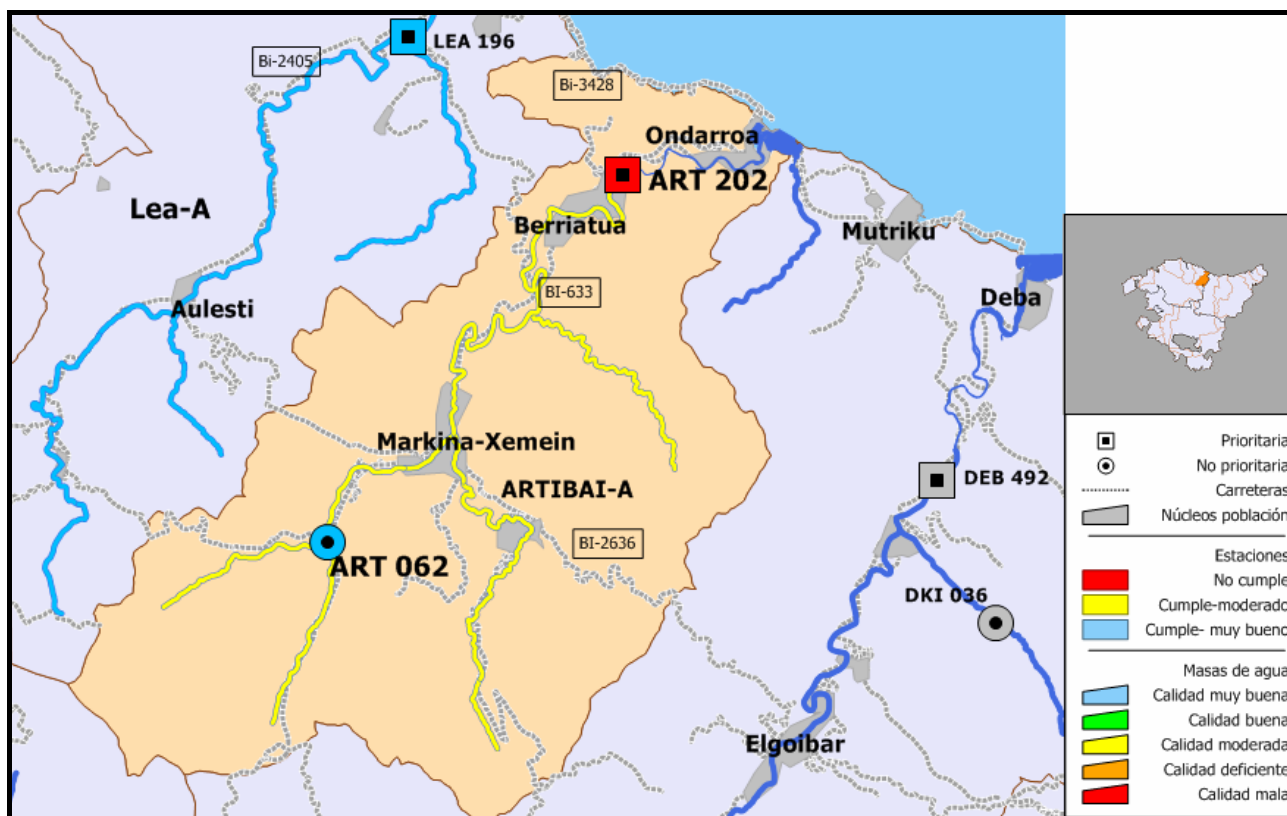 LEA 196
Bi-2405
Bi-3428
Ondarroa
ART 202
Lea-A
Berriatua
Mutriku
Deba
BI-633
Aulesti
Markina-Xemein
ARTIBAI-A
DEB 492
BI-2636
ART 062
DKI 036
Elgoibar
Prioritaria
No prioritaria
Carreteras
Núcleos población
Estaciones
No cumple
Cumple-moderado
Cumple- muy bueno
Masas de agua
Calidad muy buena
Calidad buena
Calidad moderada
Calidad deficiente
Calidad mala